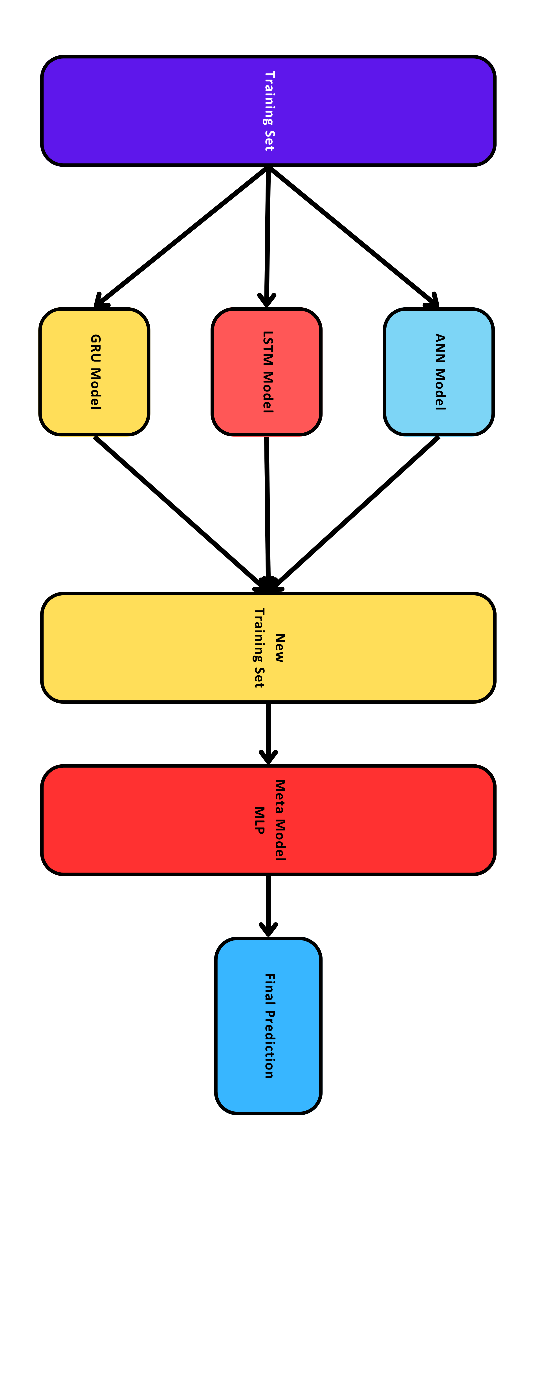 Training Set
ANN Model
LSTM Model
GRU Model
New
Training Set
Meta Model
MLP
Final Prediction